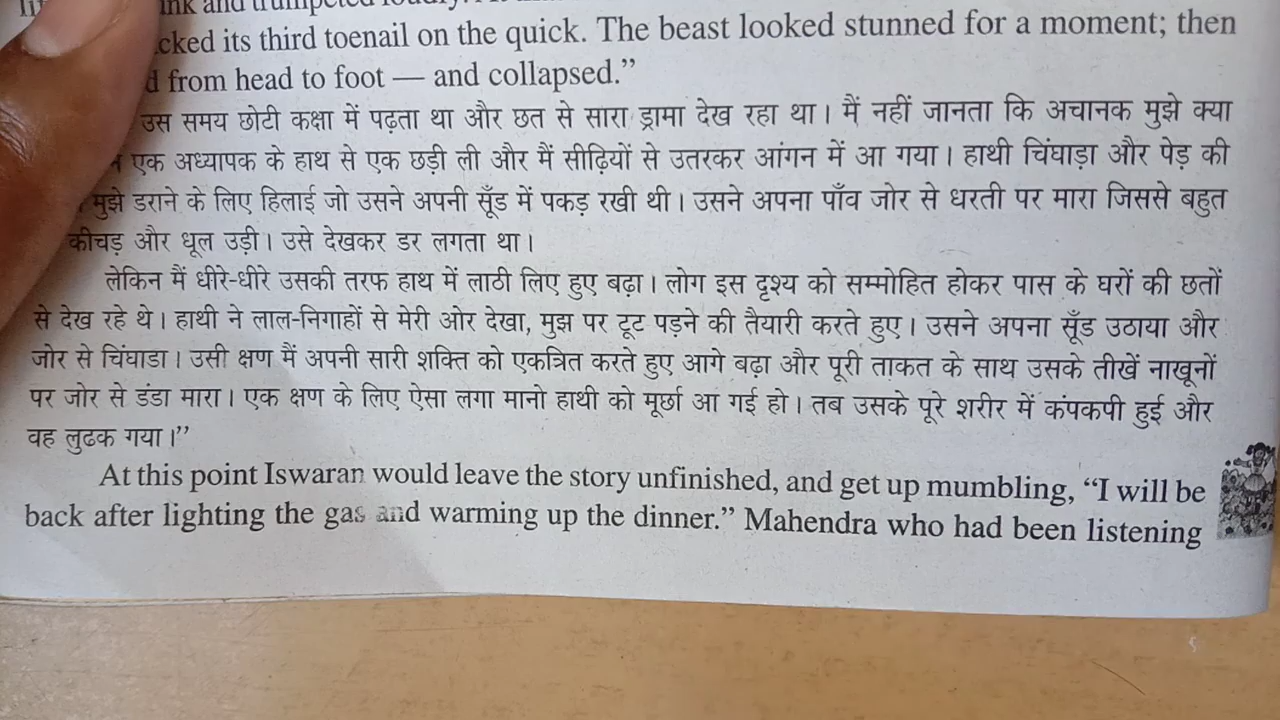 and trumpeted loudly.
its third toenail on the quick. The beast looked stunned for a moment; then
from head to foot — and collapsed.”
उस समय छोटी कक्षा में पढ़ता था और छत से सारा ड्रामा देख रहा था। मैं नहीं जानता कि अचानक मुझे क्या
एक अध्यापक के हाथ से एक छड़ी ली और मैं सीढ़ियों से उतरकर आंगन में आ गया। हाथी चिंघाड़ा और पेड़ की
मुझे डराने के लिए हिलाई जो उसने अपनी सूँड में पकड़ रखी थी। उसने अपना पाँव जोर से धरती पर मारा जिससे बहुत
कीचड़ और धूल उड़ी। उसे देखकर डर लगता था।
लेकिन मैं धीरे-धीरे उसकी तरफ हाथ में लाठी लिए हुए बढ़ा। लोग इस दृश्य को सम्मोहित होकर पास के घरों की छतों
से देख रहे थे। हाथी ने लाल-निगाहों से मेरी ओर देखा, मुझ पर टूट पड़ने की तैयारी करते हुए। उसने अपना सूँड उठाया और
जोर से चिंघाडा। उसी क्षण मैं अपनी सारी शक्ति को एकत्रित करते हुए आगे बढ़ा और पूरी ताकत के साथ उसके तीखें नाखूनों
पर जोर से डंडा मारा। एक क्षण के लिए ऐसा लगा मानो हाथी को मूर्छा आ गई हो। तब उसके पूरे शरीर में कंपकपी हुई और
वह लुढक गया।”
At this point Iswaran would leave the story unfinished, and get up mumbling, “I will be
back after lighting the gas and warming up the dinner.” Mahendra who had been listening